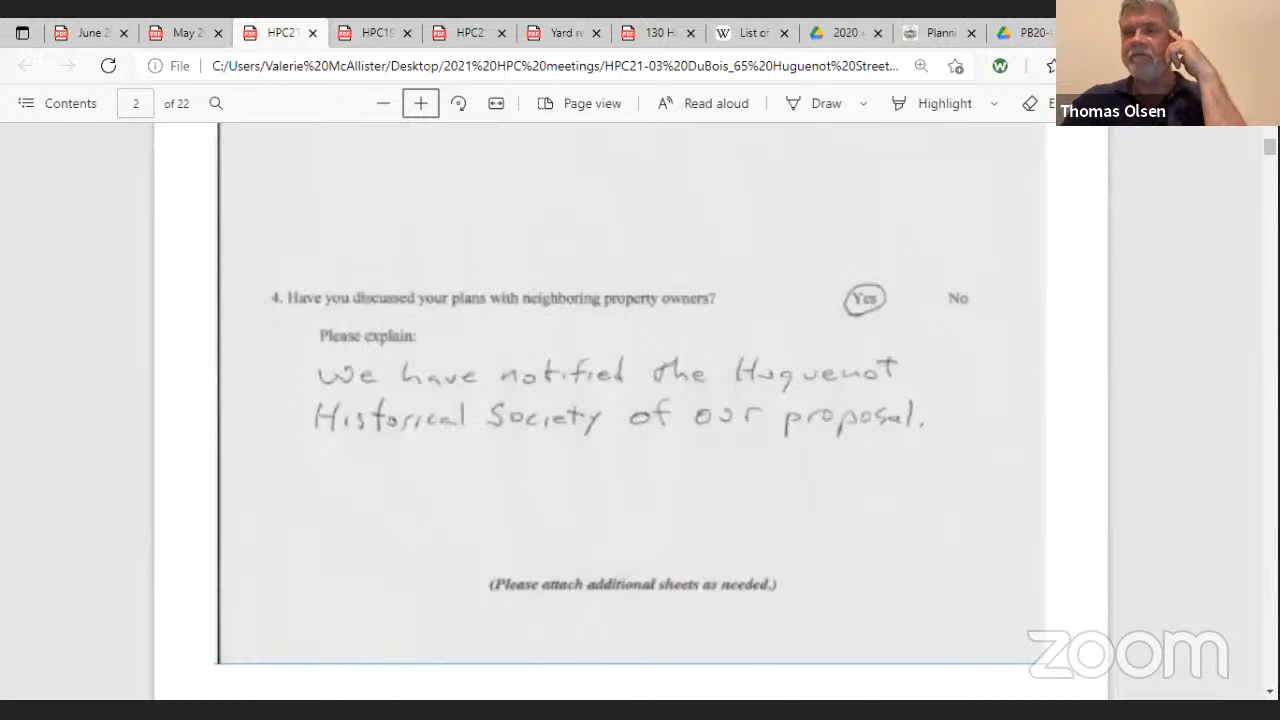 June 2
May 2
HPC21
HPC19
HPC2
Yard re
130 Hi
List of
2020
Planni
PB20-
File
C:/Users/Valerie%20McAllister/Desktop/2021%20HPC%20meetings/HPC21-03%20DuBois_65%20Huguenot%20Street...
Contents
2
of 22
Page view
Read aloud
Draw
Highlight
Thomas Olsen
4. Have you discussed your plans with neighboring property owners? Yes No
Please explain:
We have notified the Huguenot
Historical Society of our proposal.
(Please attach additional sheets as needed.)
zoom